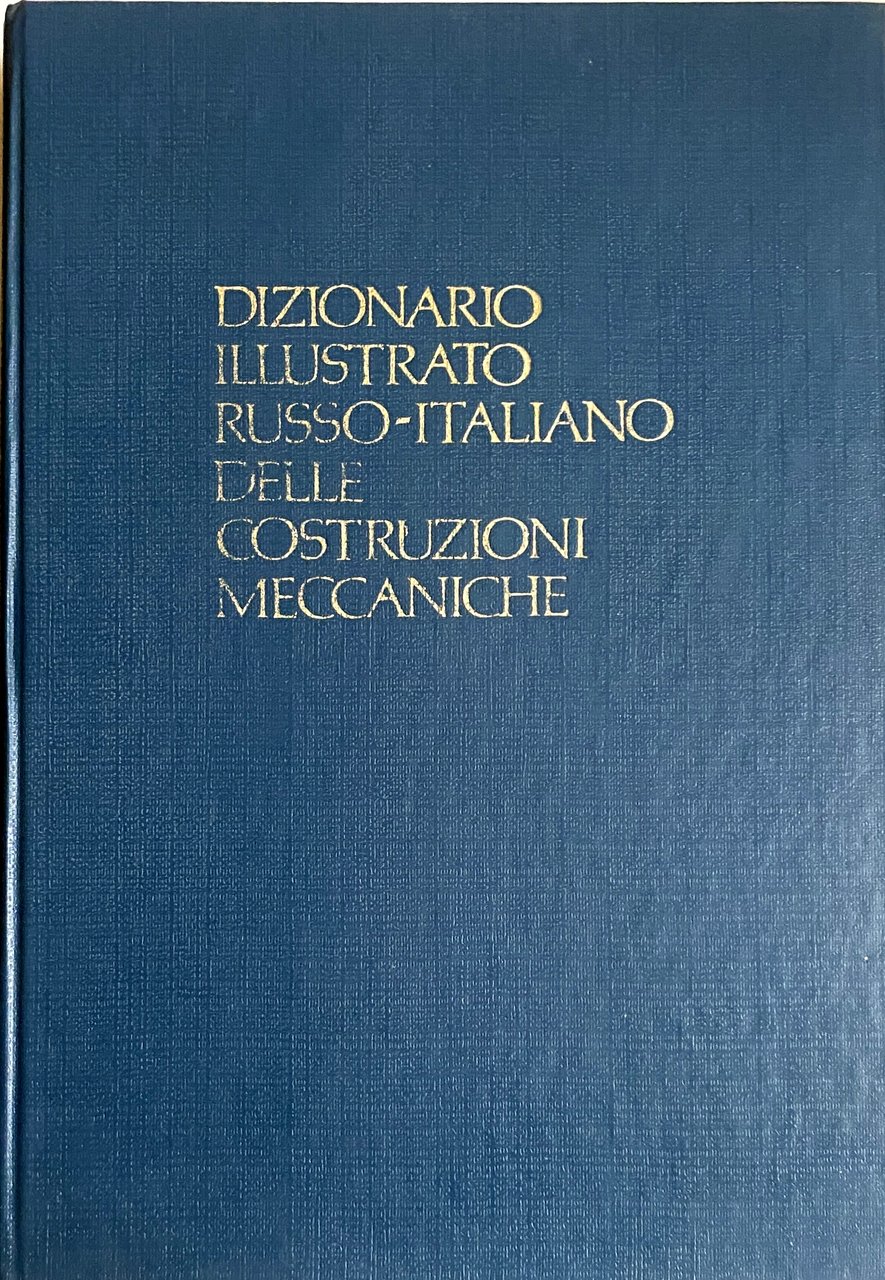 DIZIONARIO
ILLUSTRATO
RUSSO-ITALIANO
DELLE
COSTRUZIONI
MECCANICHE